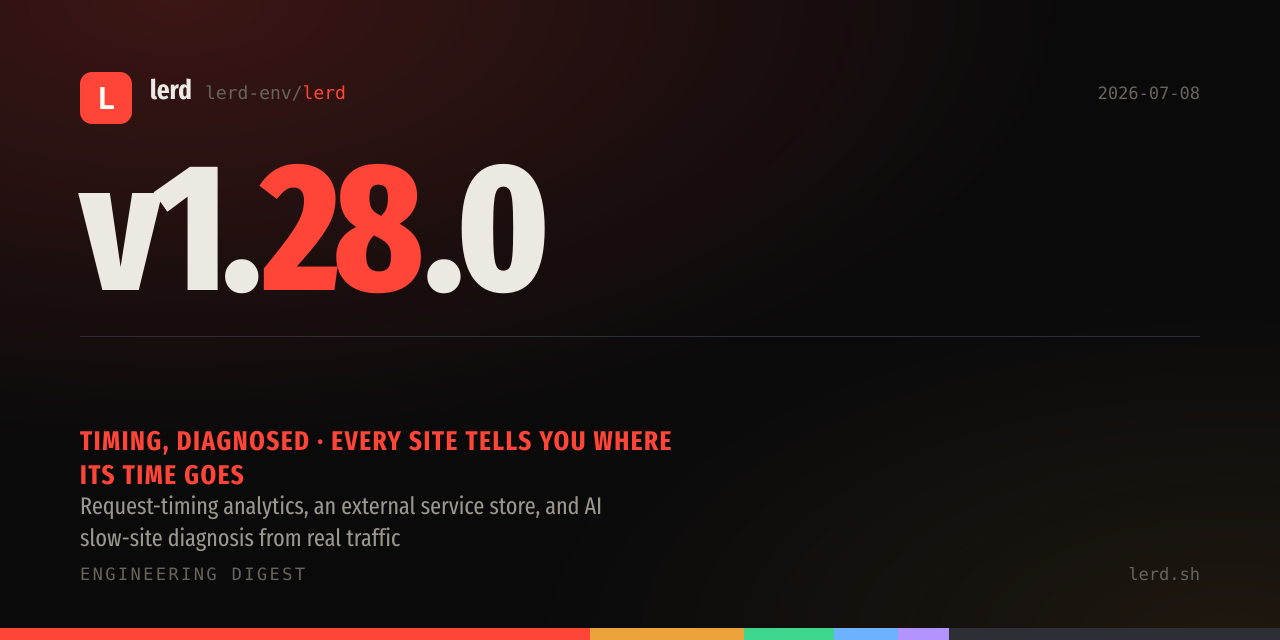 L lerd lerd-env/lerd 2026-07-08
v1.28.0
TIMING, DIAGNOSED · EVERY SITE TELLS YOU WHERE
ITS TIME GOES
Request-timing analytics, an external service store, and AI
slow-site diagnosis from real traffic
ENGINEERING DIGEST lerd.sh